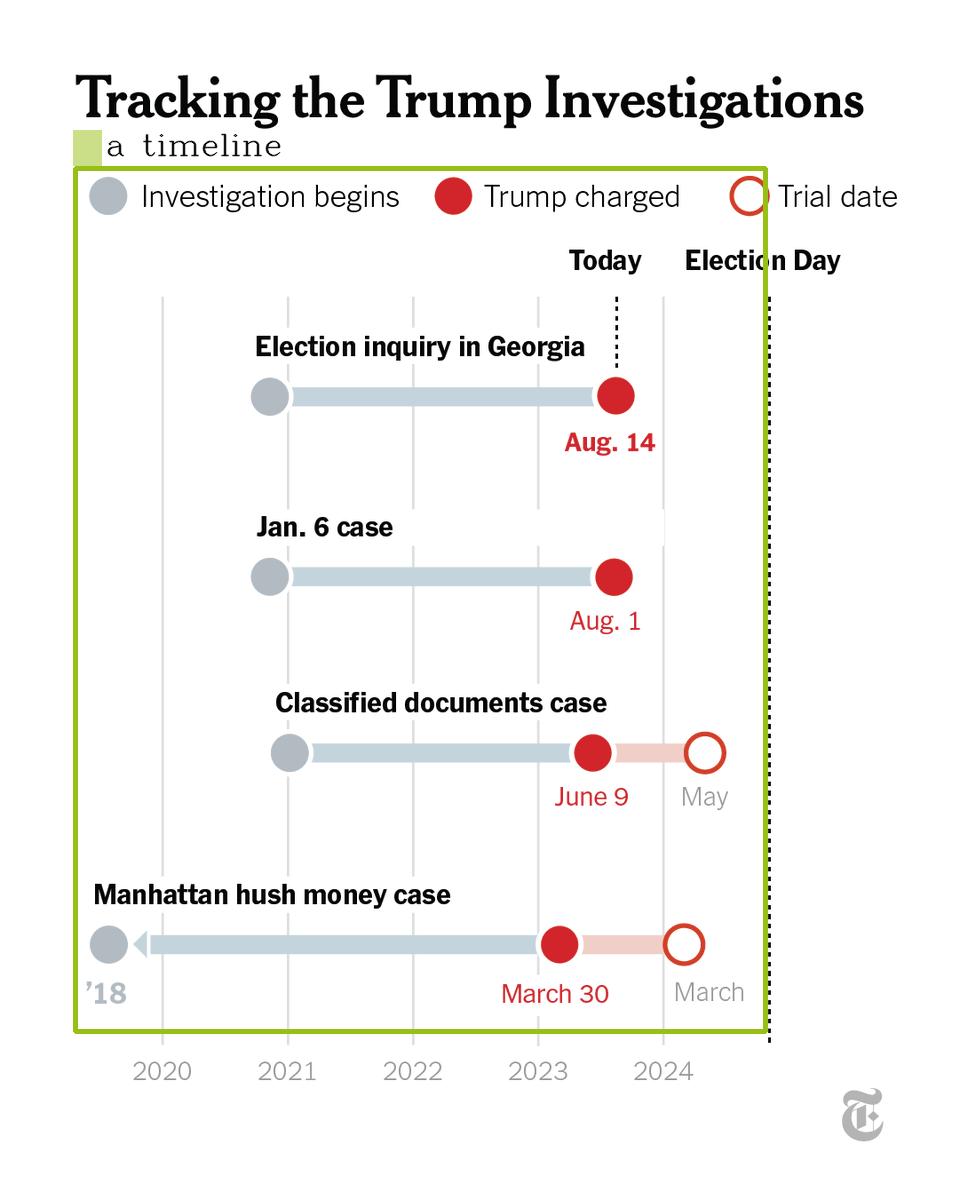 Tracking the Trump Investigations
a timeline
Investigation begins Trump charged Trial date
Today Election Day
Election inquiry in Georgia
Aug. 14
Jan. 6 case
Aug. 1
Classified documents case
June 9 May
Manhattan hush money case
’18 March 30 March
2020 2021 2022 2023 2024
T